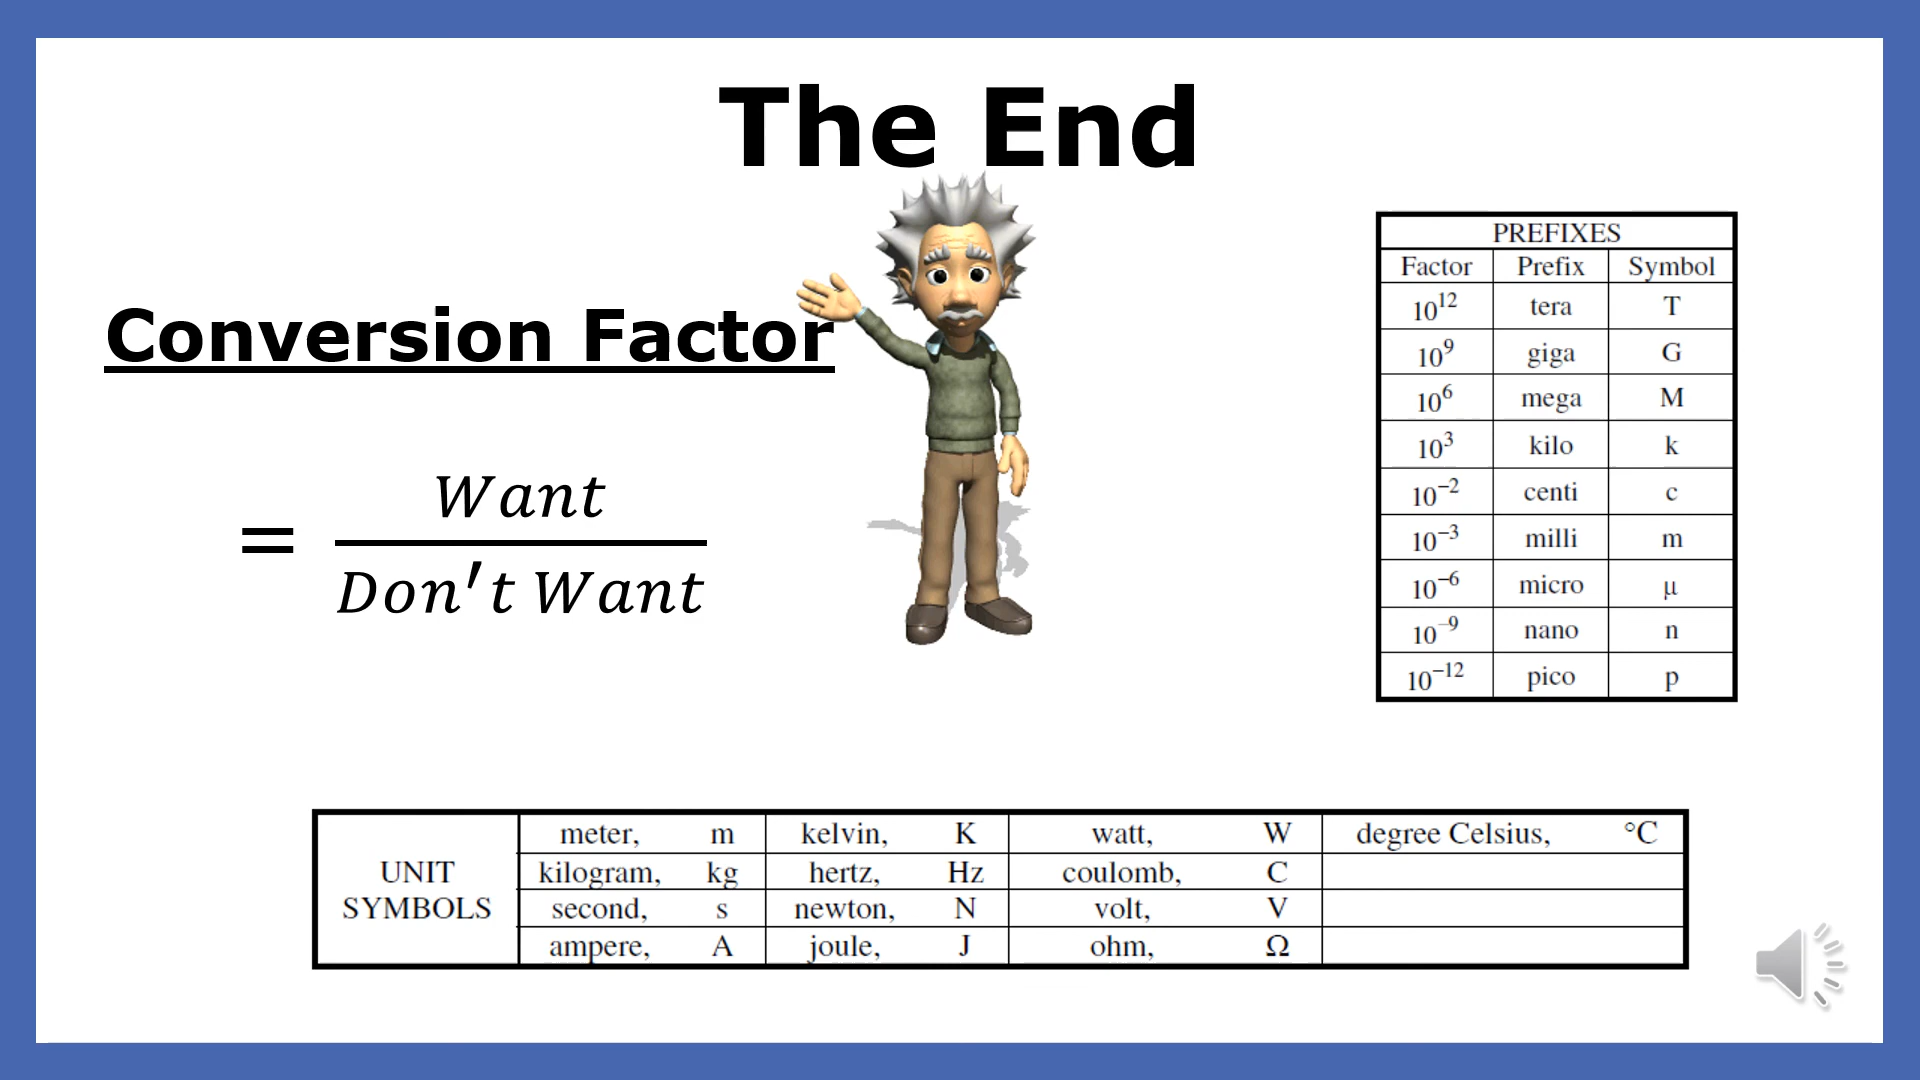 The End
Conversion Factor
= Want / Don't Want
PREFIXES
Factor Prefix Symbol
10^12 tera T
10^9 giga G
10^6 mega M
10^3 kilo k
10^−2 centi c
10^−3 milli m
10^−6 micro μ
10^−9 nano n
10^−12 pico p
UNIT SYMBOLS
meter, m kelvin, K watt, W degree Celsius, °C
kilogram, kg hertz, Hz coulomb, C
second, s newton, N volt, V
ampere, A joule, J ohm, Ω